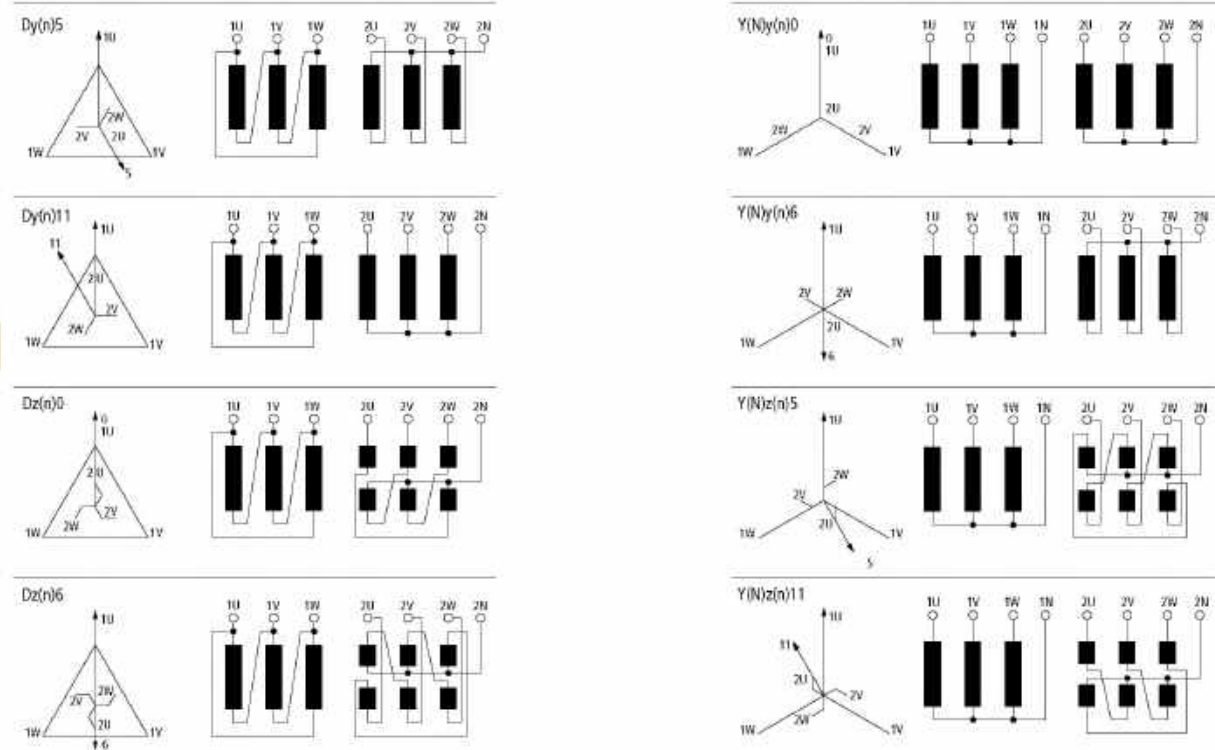 Dy(n)5
1U
2W
2V
2U
1W
1V
5
1U 1V 1W 2U 2V 2W 2N
Y(N)y(n)0
0
1U
2U
2W
2V
1W
1V
1U 1V 1W 1N 2U 2V 2W 2N
Dy(n)11
11
1U
2U
2V
2W
1W
1V
1U 1V 1W 2U 2V 2W 2N
Y(N)y(n)6
1U
2V
2W
2U
1W
1V
6
1U 1V 1W 1N 2U 2V 2W 2N
Dz(n)0
0
1U
2U
2W
2V
1W
1V
1U 1V 1W 2U 2V 2W 2N
Y(N)z(n)5
1U
2W
2V
2U
1W
1V
5
1U 1V 1W 1N 2U 2V 2W 2N
Dz(n)6
1U
2V
2W
2U
1W
1V
6
1U 1V 1W 2U 2V 2W 2N
Y(N)z(n)11
1U
11
2U
2V
2W
1W
1V
1U 1V 1W 1N 2U 2V 2W 2N